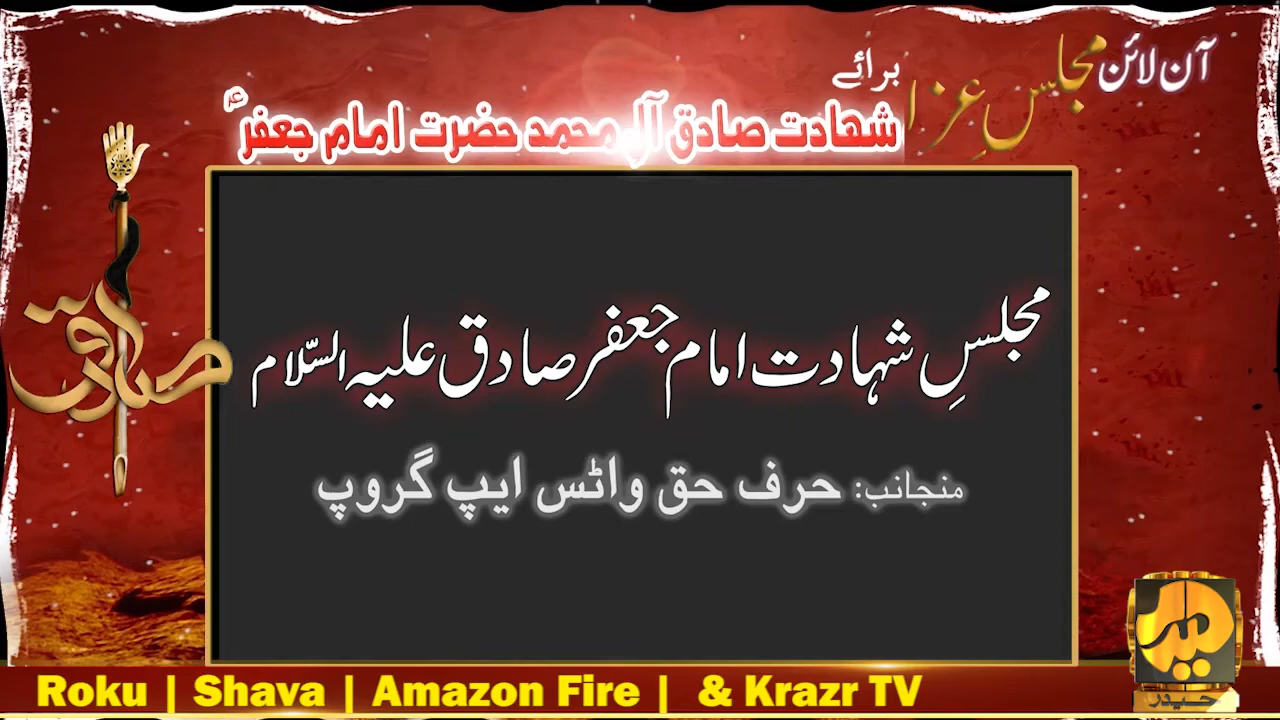 آن لائن مجلسِ عزا
برائے
شهادت صادق آل محمد حضرت امام جعفرؑ
صادق
مجلسِ شہادت امام جعفر صادق علیہ السّلام
منجانب: حرف حق واٹس ایپ گروپ
حیدر
Roku | Shava | Amazon Fire | & Krazr TV